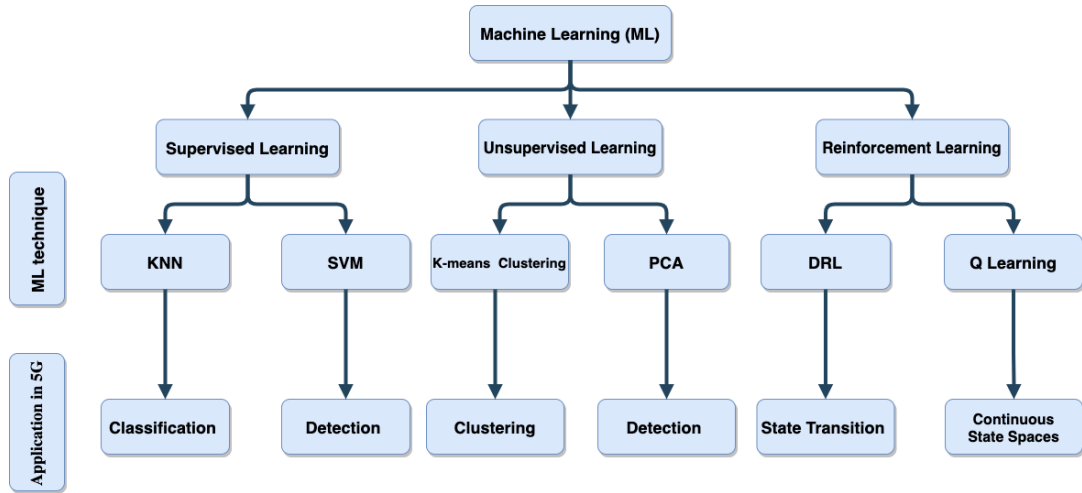 Machine Learning (ML)
Supervised Learning
Unsupervised Learning
Reinforcement Learning
ML technique
KNN
SVM
K-means Clustering
PCA
DRL
Q Learning
Application in 5G
Classification
Detection
Clustering
Detection
State Transition
Continuous
State Spaces